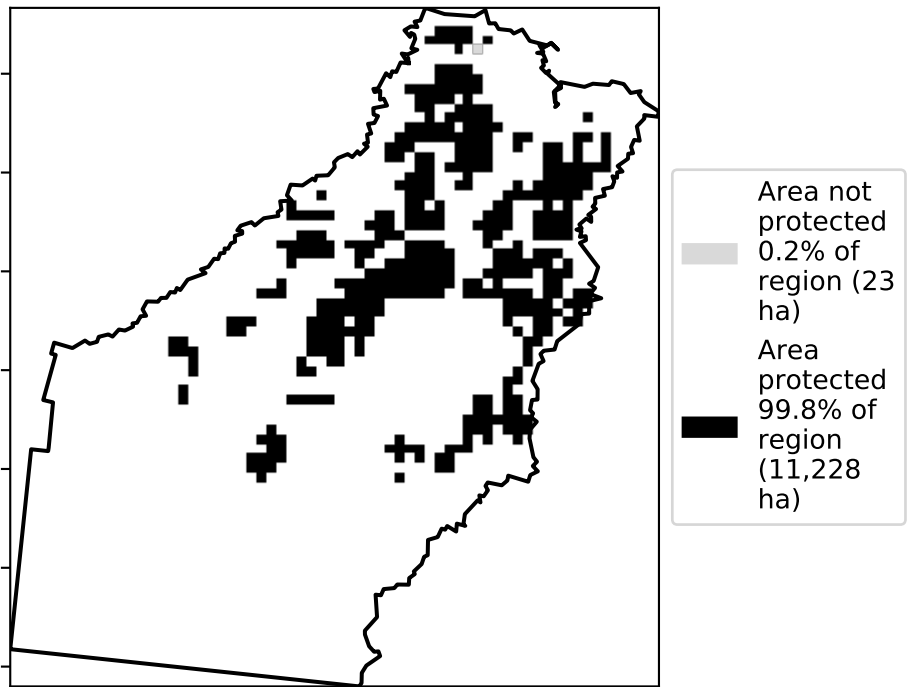 Area not
protected
0.2% of
region (23
ha)
Area
protected
99.8% of
region
(11,228
ha)